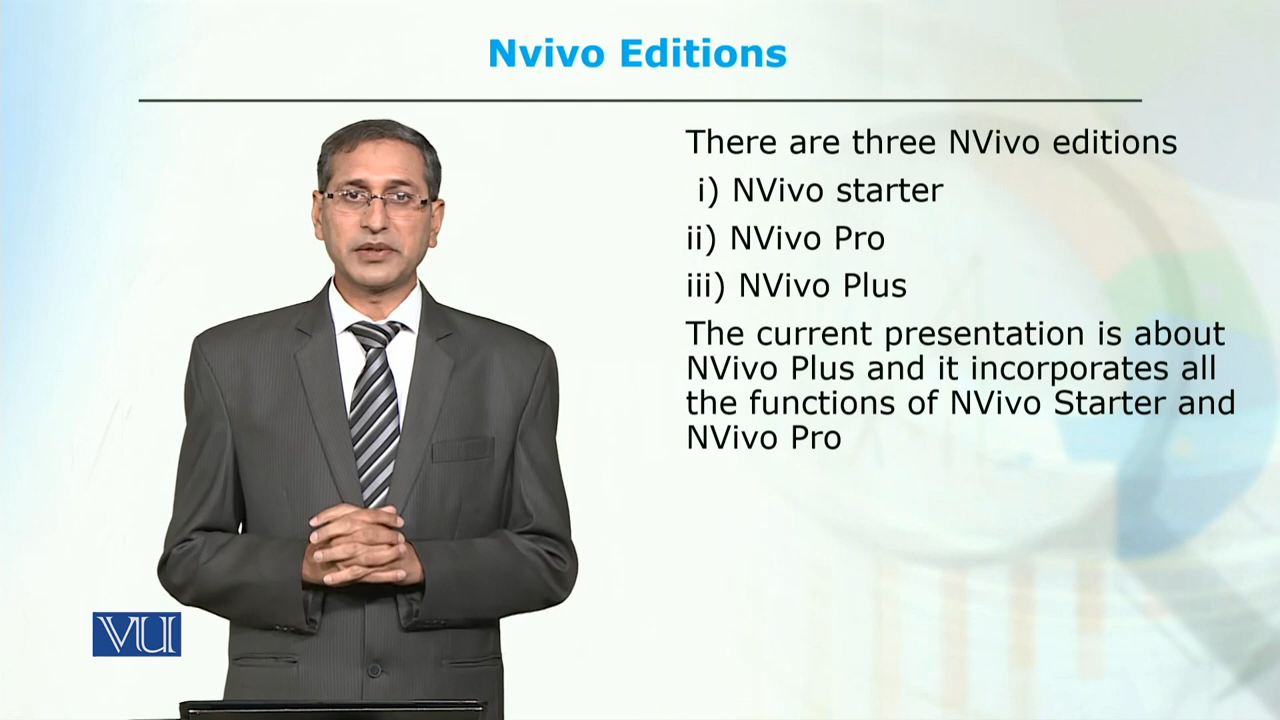 Nvivo Editions
There are three NVivo editions
i) NVivo starter
ii) NVivo Pro
iii) NVivo Plus
The current presentation is about
NVivo Plus and it incorporates all
the functions of NVivo Starter and
NVivo Pro
VU